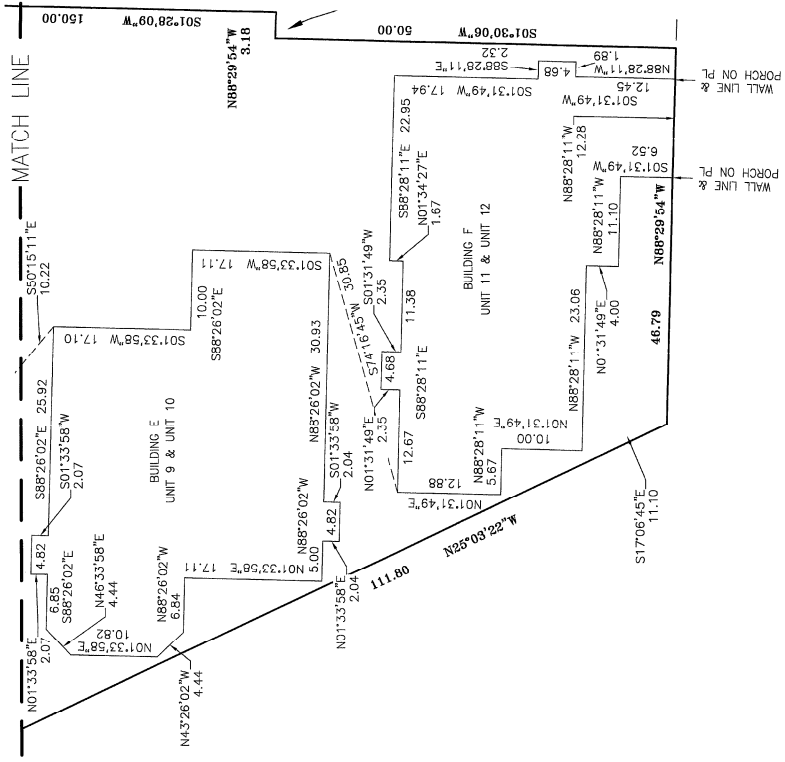 150.00
S01°28'09"W
50.00
S01°30'06"W
N88°29'54"W
3.18
MATCH LINE
2.32
S88°28'11"E
4.68
N88°28'11"W
1.89
17.94
S01°31'49"W
12.45
S01°31'49"W
WALL LINE &
PORCH ON PL
22.95
S88°28'11"E
N01°34'27"E
1.67
N88°28'11"W
12.28
S01°31'49"W
6.52
WALL LINE &
PORCH ON PL
N88°28'11"W
11.10
N88°29'54"W
46.79
BUILDING F
UNIT 11 & UNIT 12
S50°15'11"E
10.22
17.11
S01°33'58"W
S01°31'49"W
2.35
11.38
23.06
N88°28'11"W
4.00
17.10
S01°33'58"W
10.00
S88°26'02"E
30.85
S74°16'45"W
4.68
S88°28'11"E
30.93
N88°26'02"W
N01°31'49"E
2.35
25.92
S88°26'02"E
S01°33'58"W
2.07
BUILDING E
UNIT 9 & UNIT 10
S01°33'58"W
2.04
12.67
N88°28'11"W
5.67
N01°31'49"E
10.00
12.88
N01°31'49"E
S17°06'45"E
11.10
4.82
6.85
S88°26'02"E
N46°33'58"E
4.44
N88°26'02"W
6.84
17.11
N01°33'58"E
N88°26'02"W
5.00
4.82
N01°33'58"E
2.04
111.80
N25°03'22"W
10.82
N01°33'58"E
N01°33'58"E
2.07
N43°26'02"W
4.44